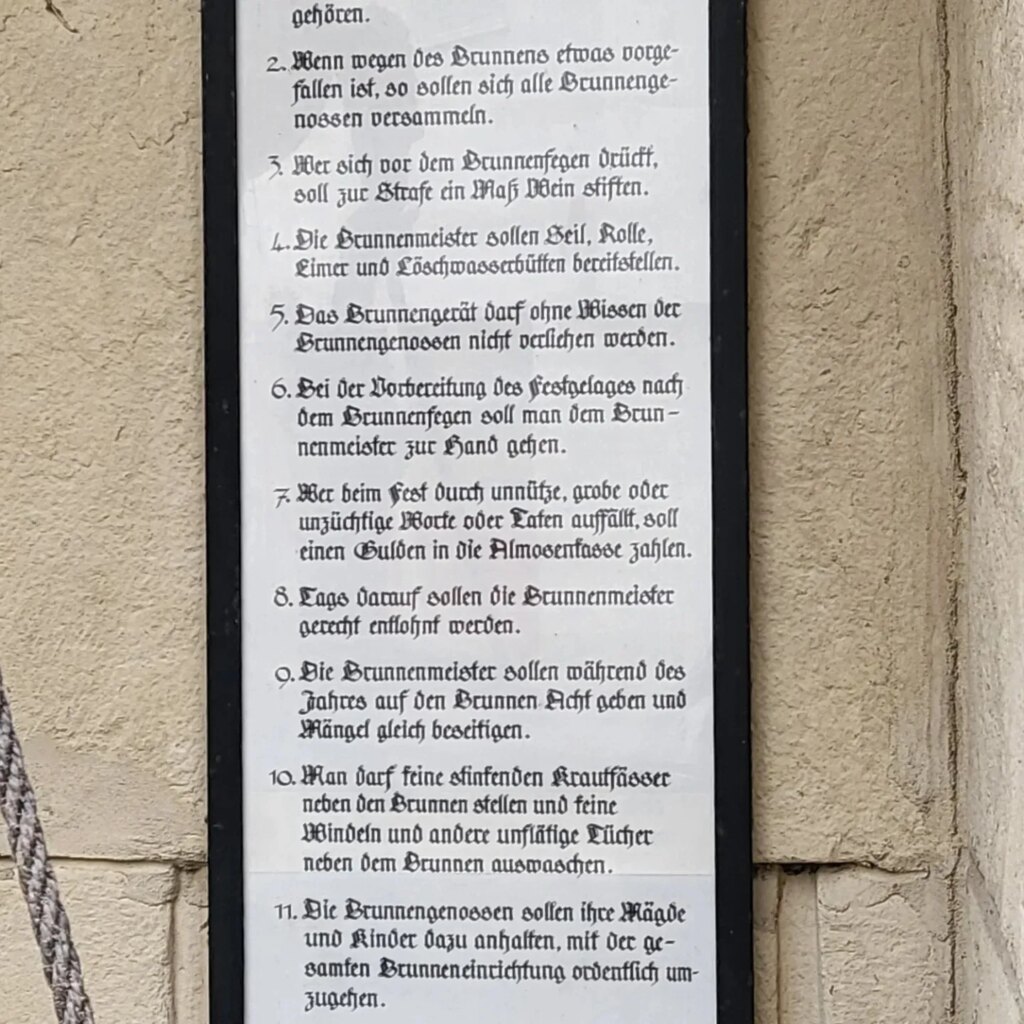 gehören.
2. Wenn wegen des Brunnens etwas vorge-
fallen ist, so sollen sich alle Brunnenge-
nossen versammeln.
3. Wer sich vor dem Brunnenfegen drückt,
soll zur Strafe ein Maß Wein stiften.
4. Die Brunnenmeister sollen Seil, Rolle,
Eimer und Löschwasserbütten bereitstellen.
5. Das Brunnengerät darf ohne Wissen der
Brunnengenossen nicht verliehen werden.
6. Bei der Vorbereitung des Festgelages nach
dem Brunnenfegen soll man dem Brun-
nenmeister zur Hand gehen.
7. Wer beim Fest durch unnütze, grobe oder
unzüchtige Worte oder Taten auffällt, soll
einen Gulden in die Almosenkasse zahlen.
8. Tags darauf sollen die Brunnenmeister
gerecht entlohnt werden.
9. Die Brunnenmeister sollen während des
Jahres auf den Brunnen Acht geben und
Mängel gleich beseitigen.
10. Man darf keine stinkenden Krautfässer
neben den Brunnen stellen und keine
Windeln und andere unflätige Tücher
neben dem Brunnen auswaschen.
11. Die Brunnengenossen sollen ihre Mägde
und Kinder dazu anhalten, mit der ge-
samten Brunneneinrichtung ordentlich um-
zugehen.